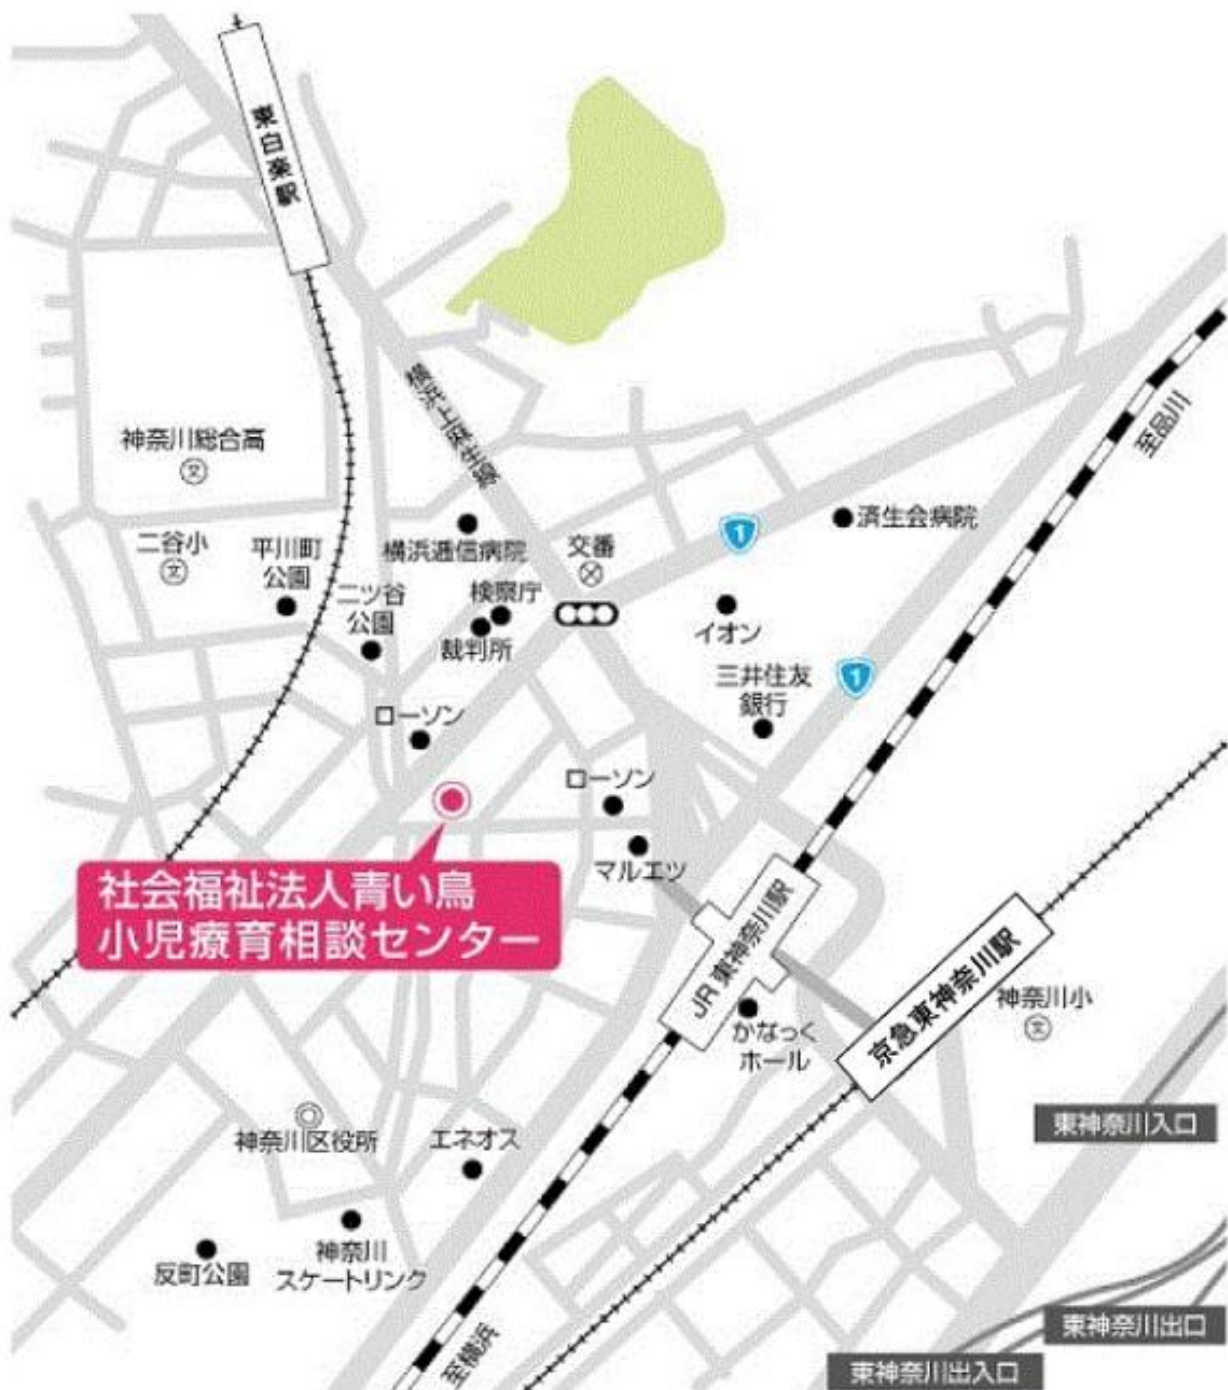 東白楽駅
横浜上麻生線
至品川
神奈川総合高
文
1
済生会病院
二谷小
文
平川町
公園
横浜逓信病院
交番
二ツ谷
公園
検察庁
裁判所
イオン
三井住友
銀行
1
ローソン
ローソン
マルエツ
社会福祉法人青い鳥
小児療育相談センター
JR 東神奈川駅
京急東神奈川駅
神奈川小
文
かなっく
ホール
東神奈川入口
神奈川区役所
エネオス
神奈川
スケートリンク
反町公園
至横浜
東神奈川出口
東神奈川出入口